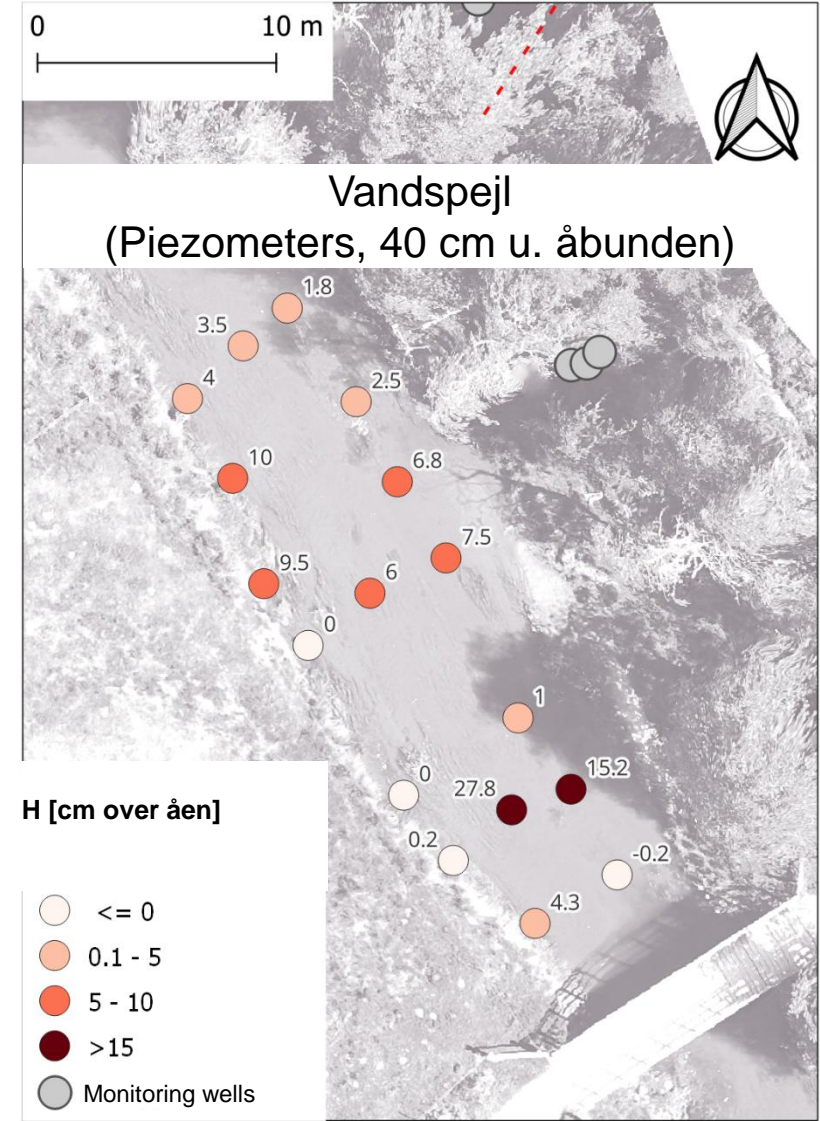 0 10 m
Vandspejl
(Piezometers, 40 cm u. åbunden)
1.8
3.5
4
2.5
10
6.8
7.5
9.5
6
0
1
0
27.8
15.2
0.2
-0.2
4.3
H [cm over åen]
<= 0
0.1 - 5
5 - 10
>15
Monitoring wells